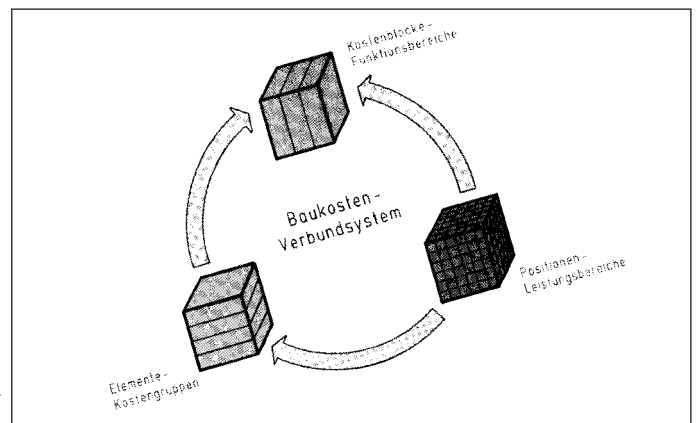 Kostenblöcke -
Funktionsbereiche
Baukosten -
Verbundsystem
Positionen -
Leistungsbereiche
Elemente -
Kostengruppen